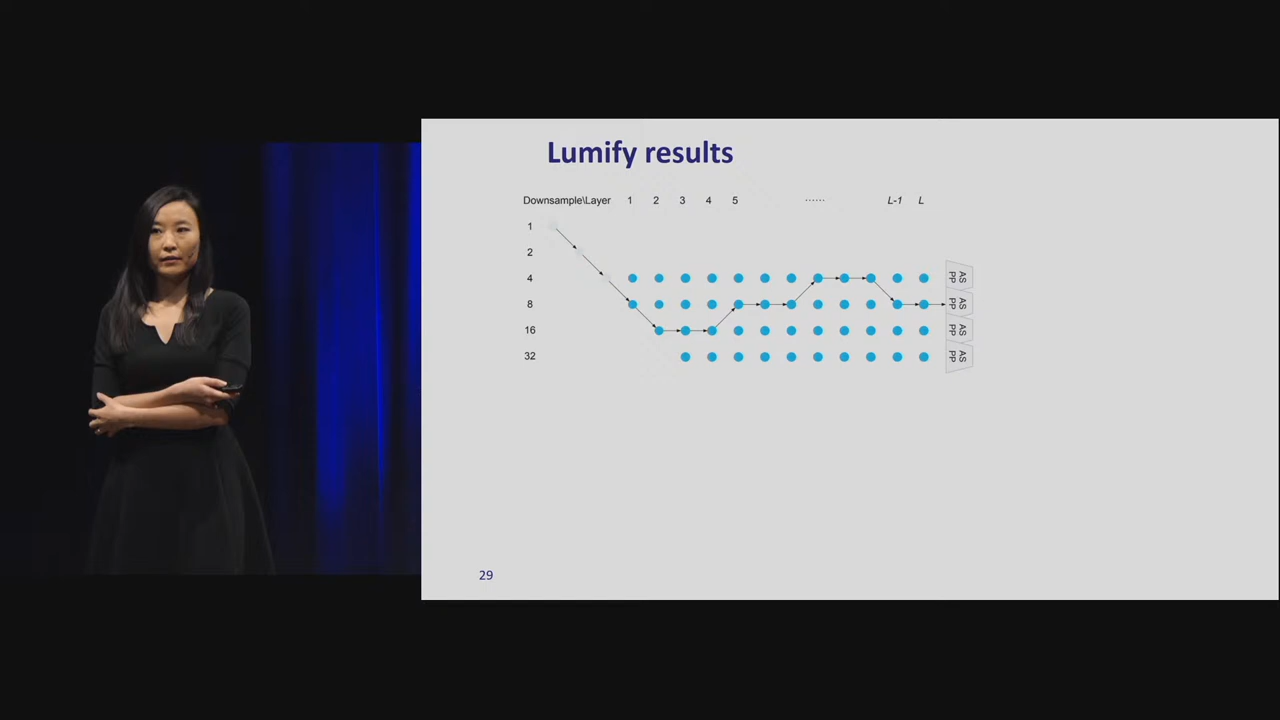 Lumify results
Downsample\Layer 1 2 3 4 5 ...... L-1 L
1
2
4
ASPP
8
ASPP
16
ASPP
32
ASPP
29